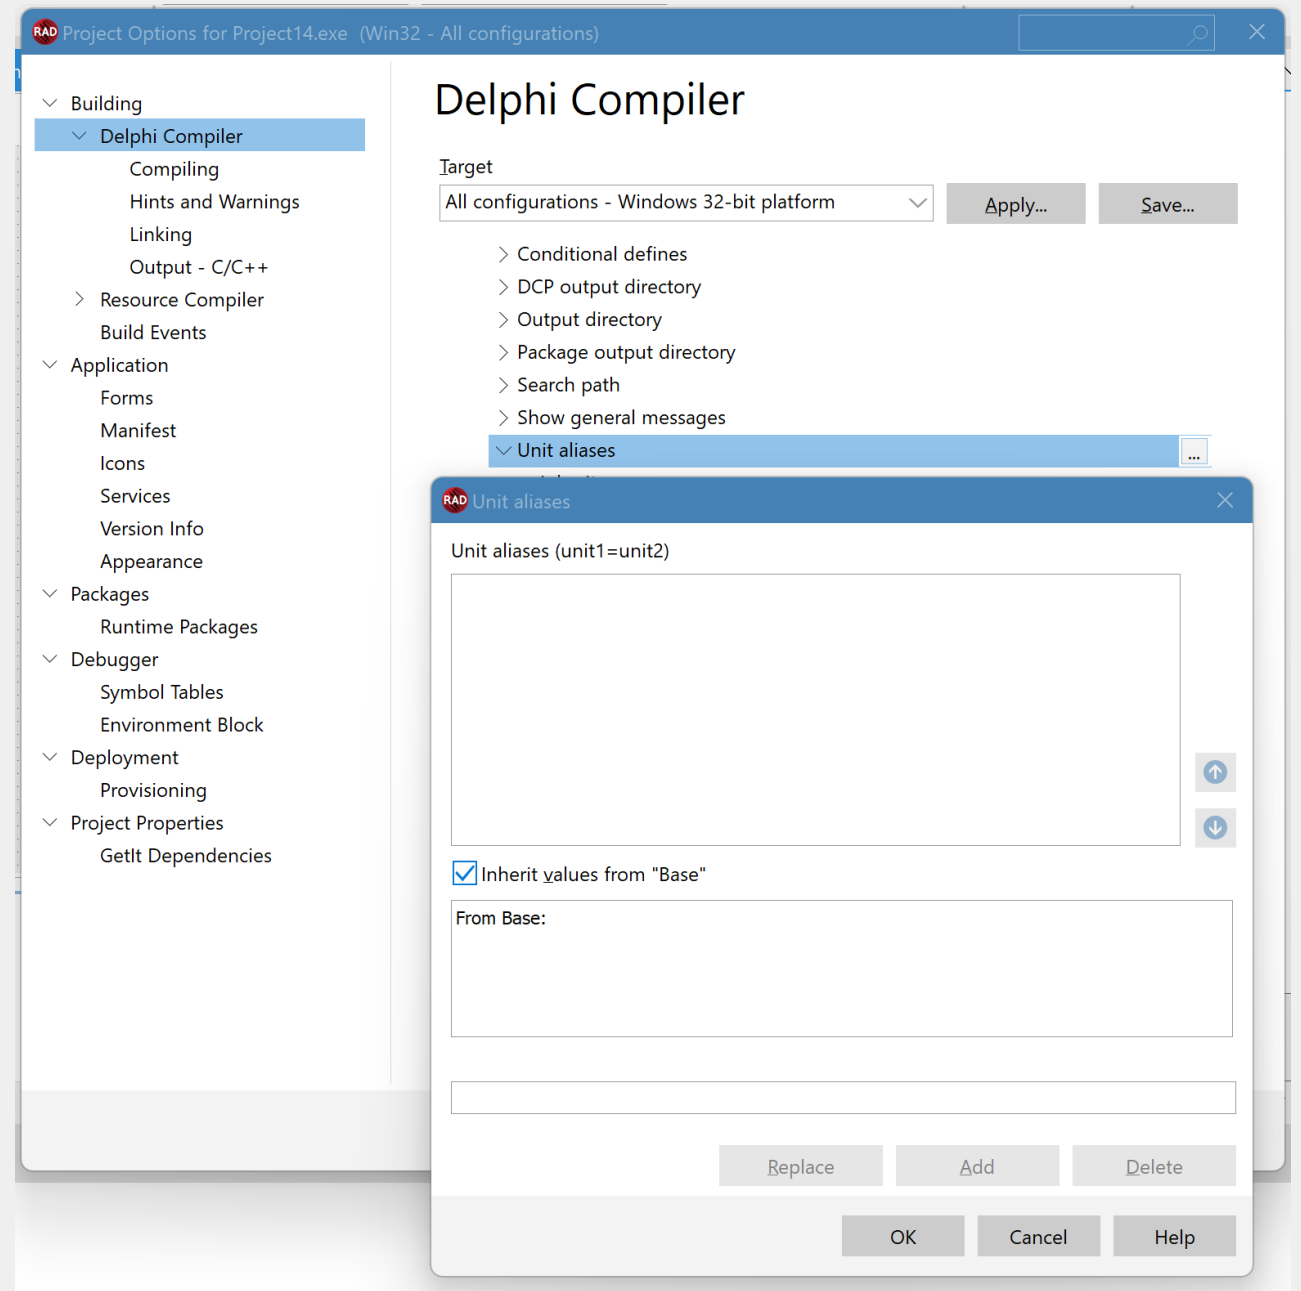 RAD Project Options for Project14.exe (Win32 - All configurations)
Building
Delphi Compiler
Compiling
Hints and Warnings
Linking
Output - C/C++
Resource Compiler
Build Events
Application
Forms
Manifest
Icons
Services
Version Info
Appearance
Packages
Runtime Packages
Debugger
Symbol Tables
Environment Block
Deployment
Provisioning
Project Properties
GetIt Dependencies
Delphi Compiler
Target
All configurations - Windows 32-bit platform
Apply...
Save...
Conditional defines
DCP output directory
Output directory
Package output directory
Search path
Show general messages
Unit aliases
...
RAD Unit aliases
Unit aliases (unit1=unit2)
Inherit values from "Base"
From Base:
Replace
Add
Delete
OK
Cancel
Help